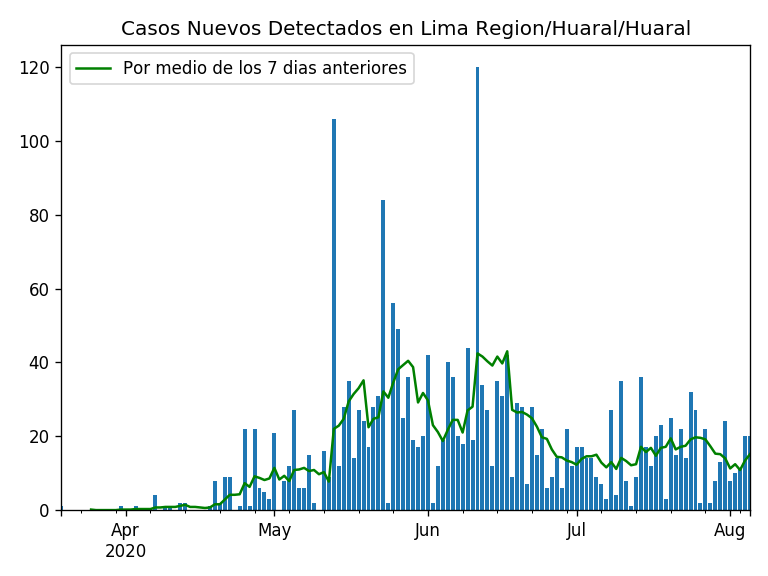 Casos Nuevos Detectados en Lima Region/Huaral/Huaral
Por medio de los 7 dias anteriores
120
100
80
60
40
20
0
Apr May Jun Jul Aug
2020